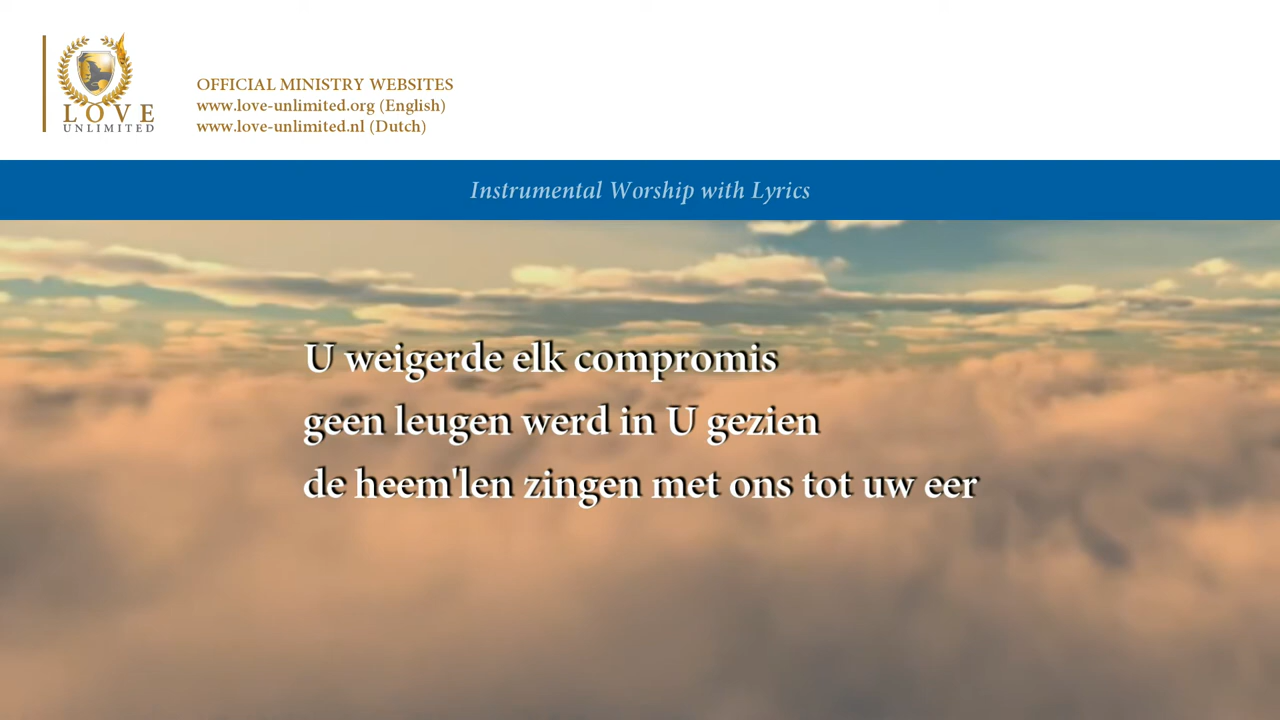 LOVE
UNLIMITED
OFFICIAL MINISTRY WEBSITES
www.love-unlimited.org (English)
www.love-unlimited.nl (Dutch)
Instrumental Worship with Lyrics
U weigerde elk compromis
geen leugen werd in U gezien
de heem'len zingen met ons tot uw eer